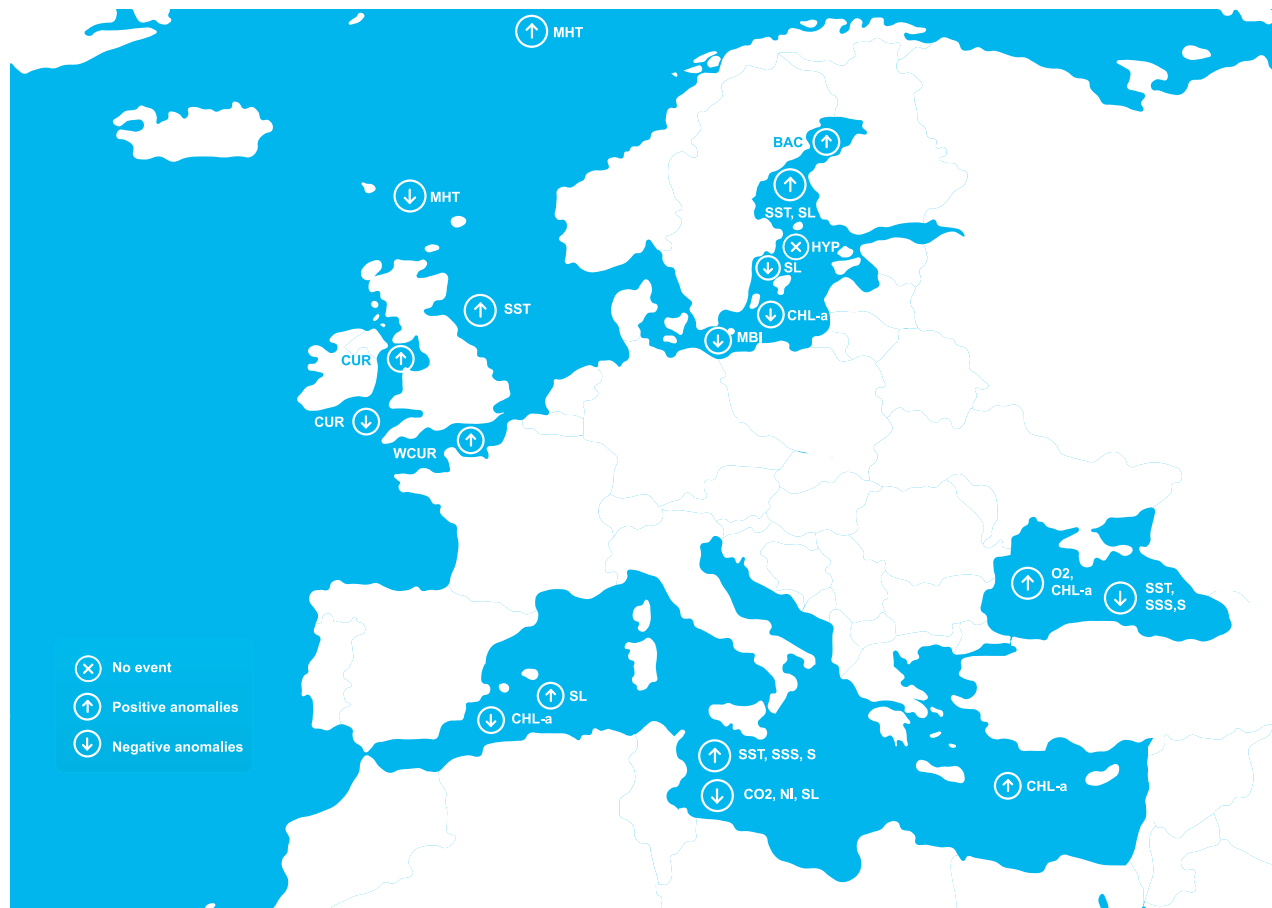 MHT
BAC
MHT
SST, SL
HYP
SL
SST
CHL-a
MBI
CUR
CUR
WCUR
O2,
CHL-a
SST,
SSS,S
No event
Positive anomalies
Negative anomalies
SL
CHL-a
SST, SSS, S
CO2, NI, SL
CHL-a